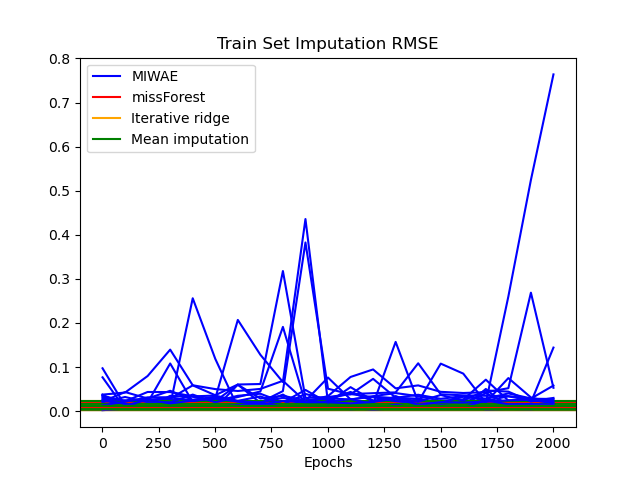 Train Set Imputation RMSE
0.8
0.7
0.6
0.5
0.4
0.3
0.2
0.1
0.0
MIWAE
missForest
Iterative ridge
Mean imputation
0 250 500 750 1000 1250 1500 1750 2000
Epochs